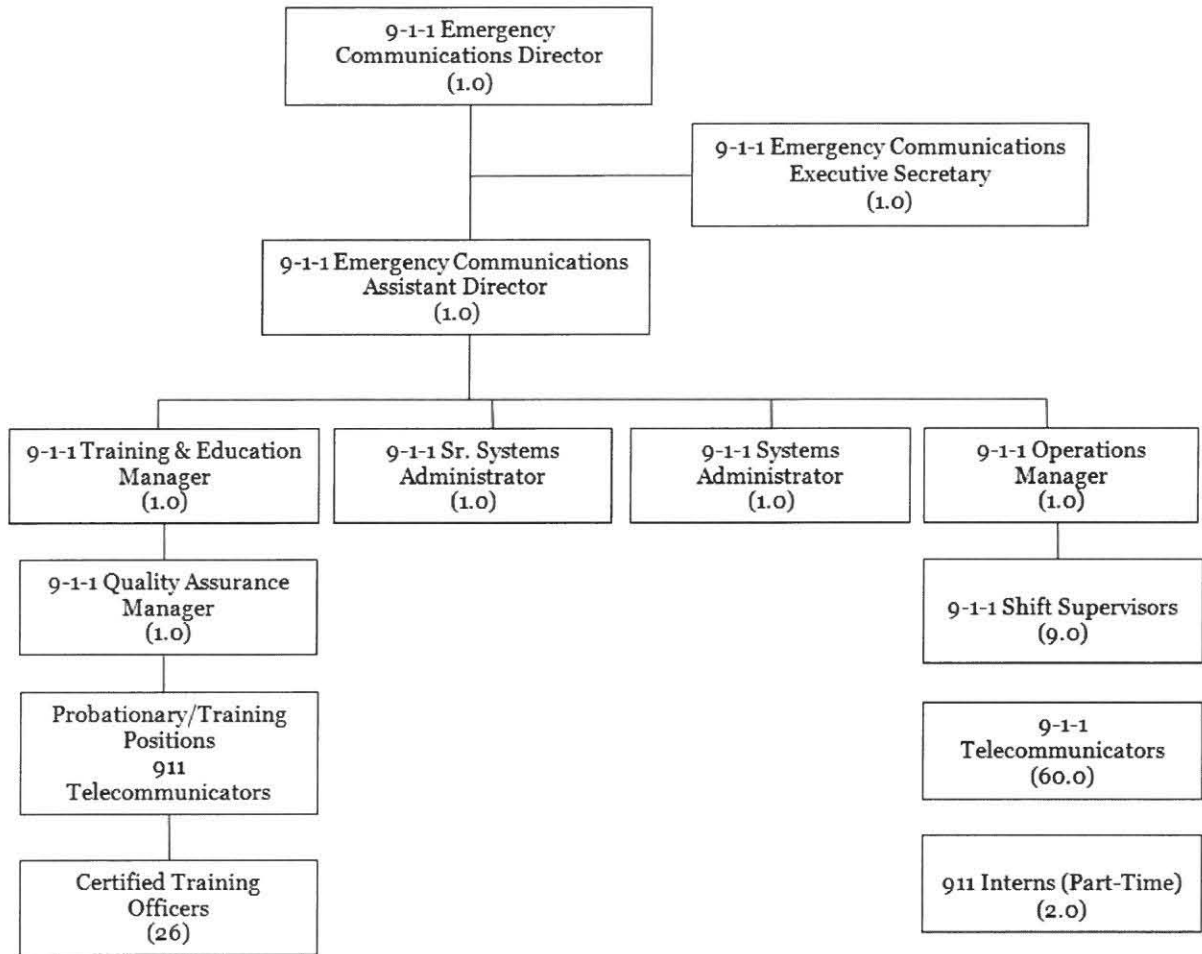 9-1-1 Emergency
Communications Director
(1.0)
9-1-1 Emergency Communications
Executive Secretary
(1.0)
9-1-1 Emergency Communications
Assistant Director
(1.0)
9-1-1 Training & Education
Manager
(1.0)
9-1-1 Sr. Systems
Administrator
(1.0)
9-1-1 Systems
Administrator
(1.0)
9-1-1 Operations
Manager
(1.0)
9-1-1 Quality Assurance
Manager
(1.0)
9-1-1 Shift Supervisors
(9.0)
Probationary/Training
Positions
911
Telecommunicators
9-1-1
Telecommunicators
(60.0)
Certified Training
Officers
(26)
911 Interns (Part-Time)
(2.0)